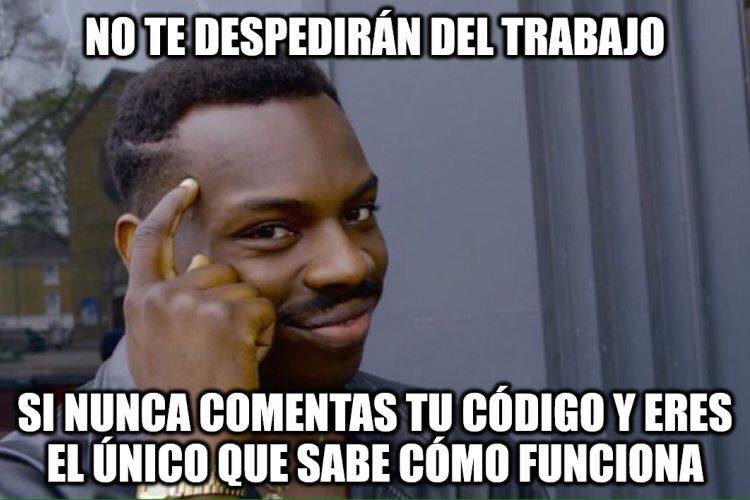 NO TE DESPEDIRÁN DEL TRABAJO
SI NUNCA COMENTAS TU CÓDIGO Y ERES
EL ÚNICO QUE SABE CÓMO FUNCIONA